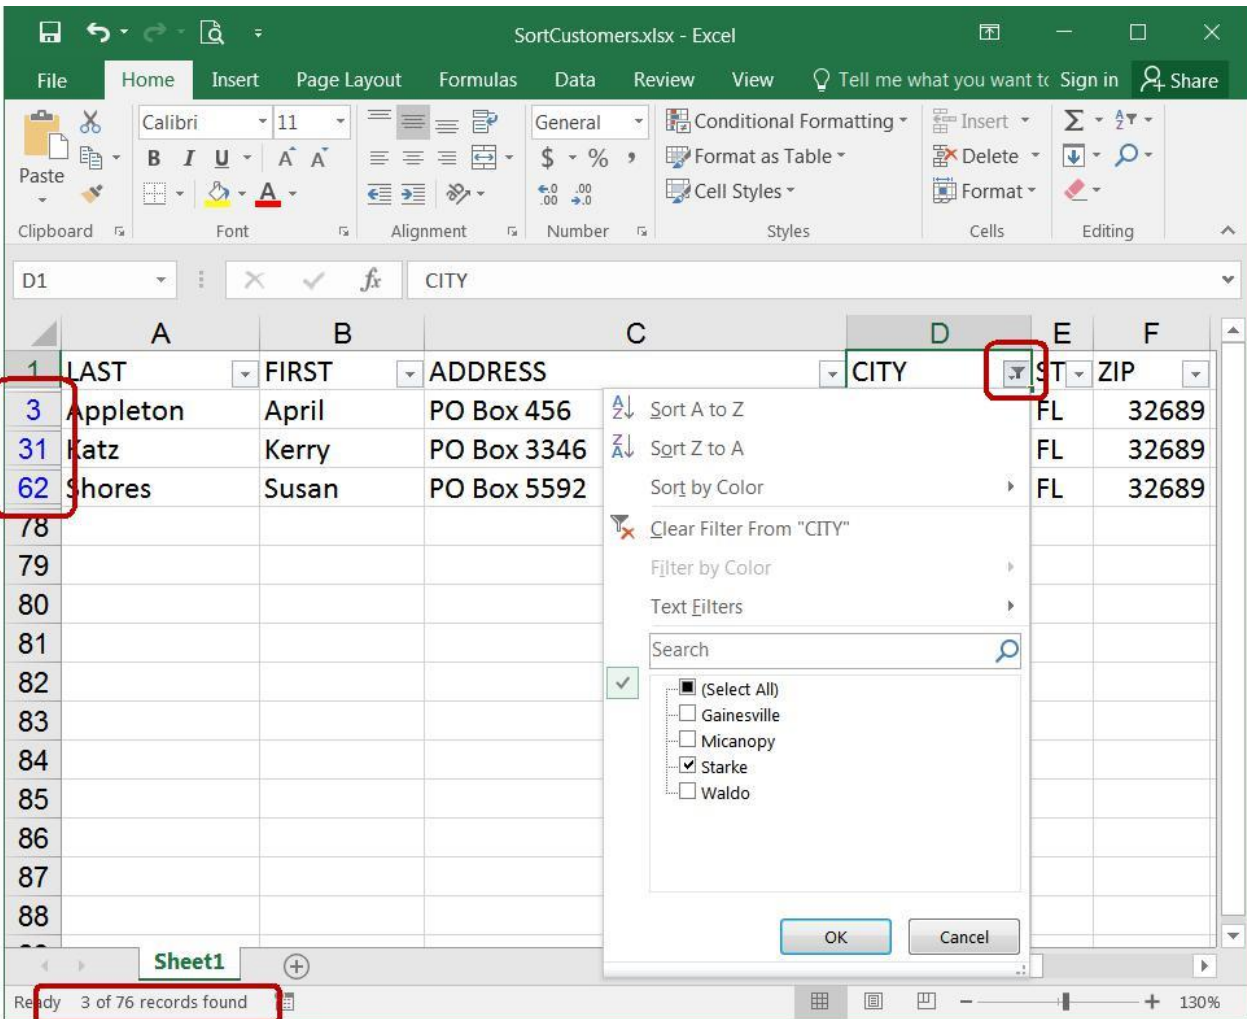 SortCustomers.xlsx - Excel
File Home Insert Page Layout Formulas Data Review View Tell me what you want to Sign in Share
Calibri 11 General Conditional Formatting Insert
Paste B I U A A $ % , Format as Table Delete
A .0 .00 .00 .0 Cell Styles Format
Clipboard Font Alignment Number Styles Cells Editing
D1 fx CITY
A B C D E F
1 LAST FIRST ADDRESS CITY ST ZIP
3 Appleton April PO Box 456 FL 32689
31 Katz Kerry PO Box 3346 FL 32689
62 Shores Susan PO Box 5592 FL 32689
78
79
80
81
82
83
84
85
86
87
88
Sort A to Z
Sort Z to A
Sort by Color
Clear Filter From "CITY"
Filter by Color
Text Filters
Search
(Select All)
Gainesville
Micanopy
Starke
Waldo
OK Cancel
Sheet1
Ready 3 of 76 records found 130%